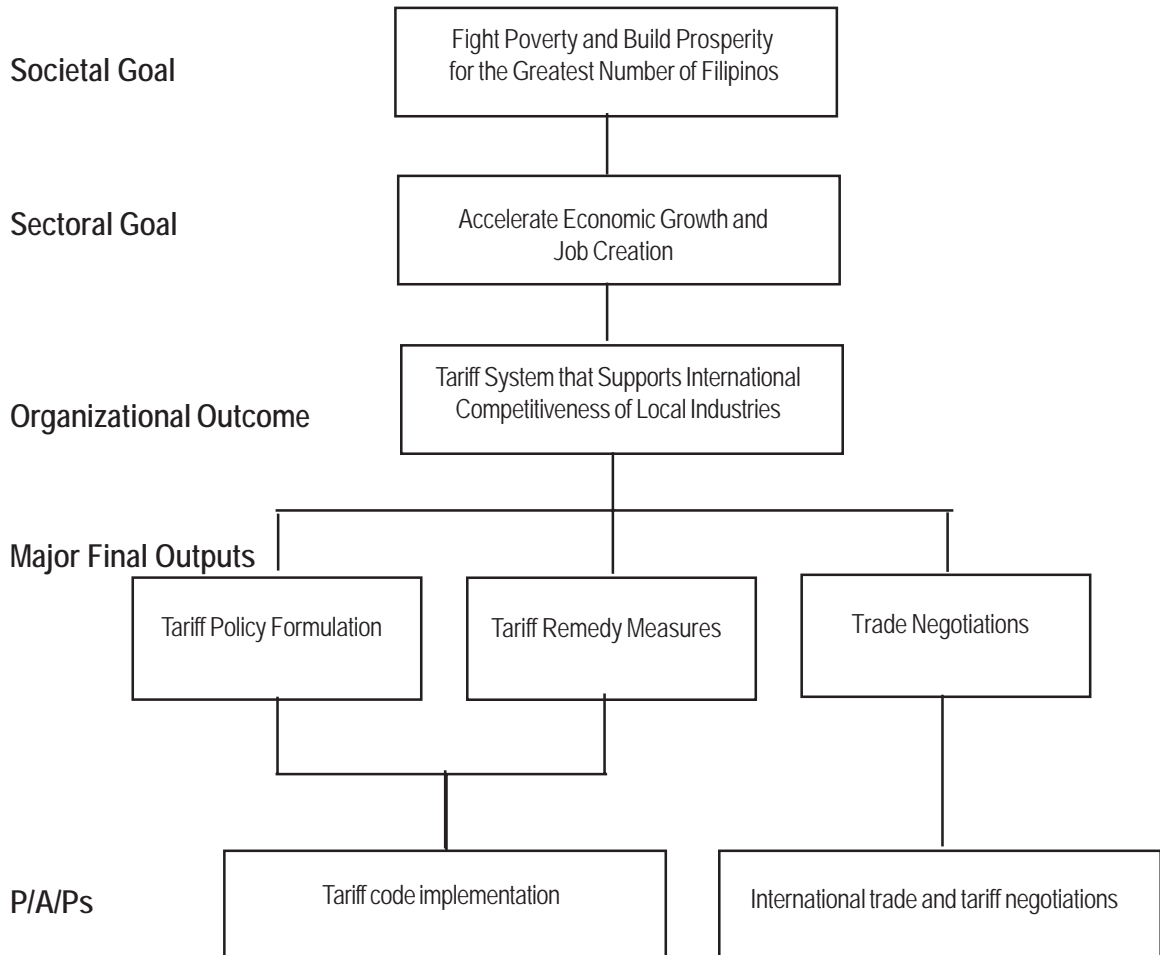 Fight Poverty and Build Prosperity
for the Greatest Number of Filipinos
Societal Goal
Sectoral Goal
Accelerate Economic Growth and
Job Creation
Tariff System that Supports International
Competitiveness of Local Industries
Organizational Outcome
Major Final Outputs
Tariff Policy Formulation
Tariff Remedy Measures
Trade Negotiations
P/A/Ps
Tariff code implementation
International trade and tariff negotiations